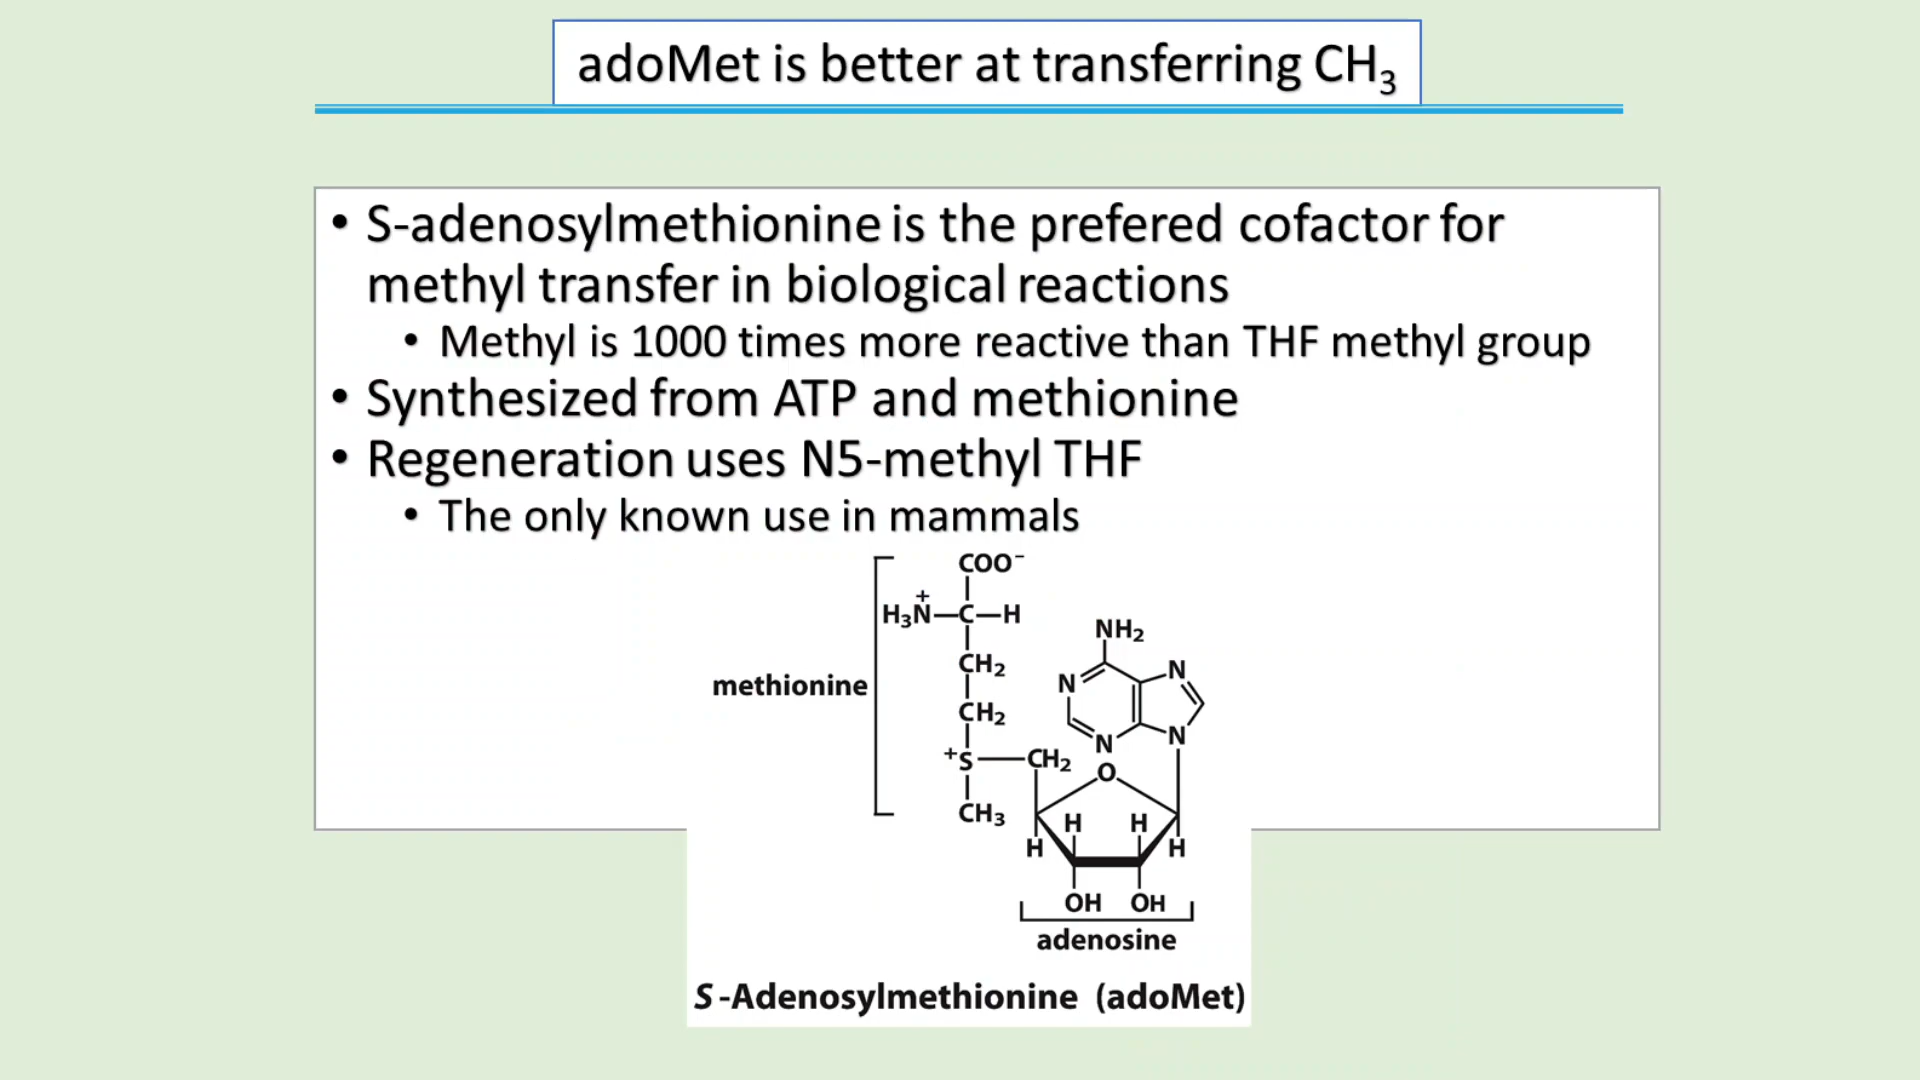 adoMet is better at transferring CH₃
• S-adenosylmethionine is the prefered cofactor for
methyl transfer in biological reactions
• Methyl is 1000 times more reactive than THF methyl group
• Synthesized from ATP and methionine
• Regeneration uses N5-methyl THF
• The only known use in mammals
COO⁻
H₃N⁺—C—H
NH₂
CH₂
N
N
methionine
CH₂
N
N
⁺S—CH₂
O
CH₃
H
H
H
H
OH
OH
adenosine
S-Adenosylmethionine (adoMet)